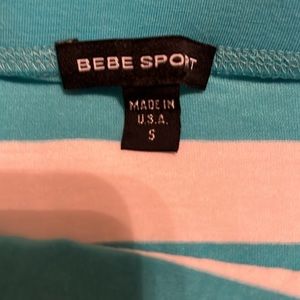 BEBE SPORT
MADE IN
U.S.A.
S